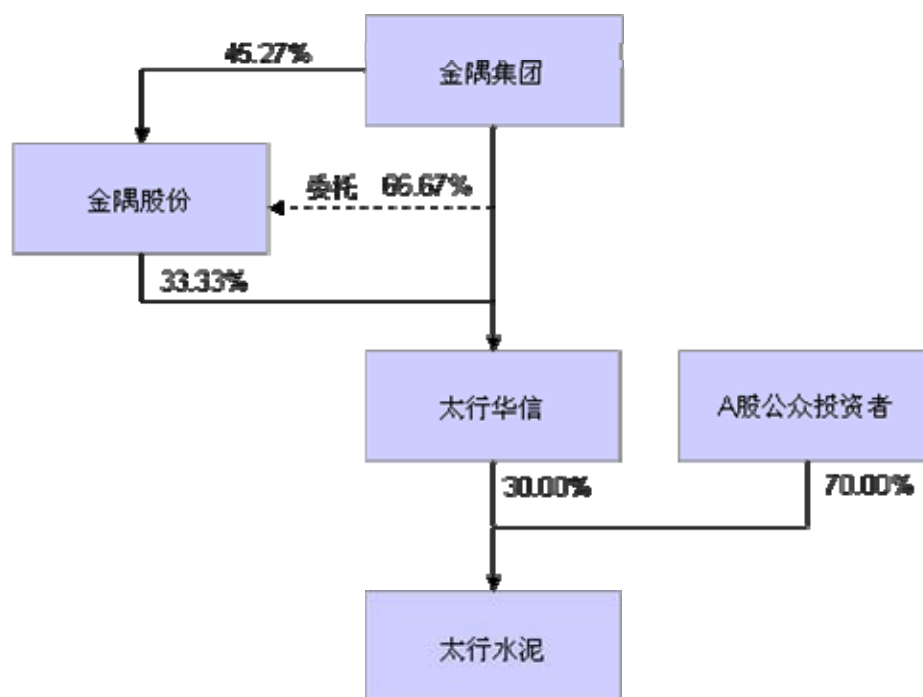 45.27%
金隅集团
金隅股份
委托 66.67%
33.33%
太行华信
A股公众投资者
30.00%
70.00%
太行水泥